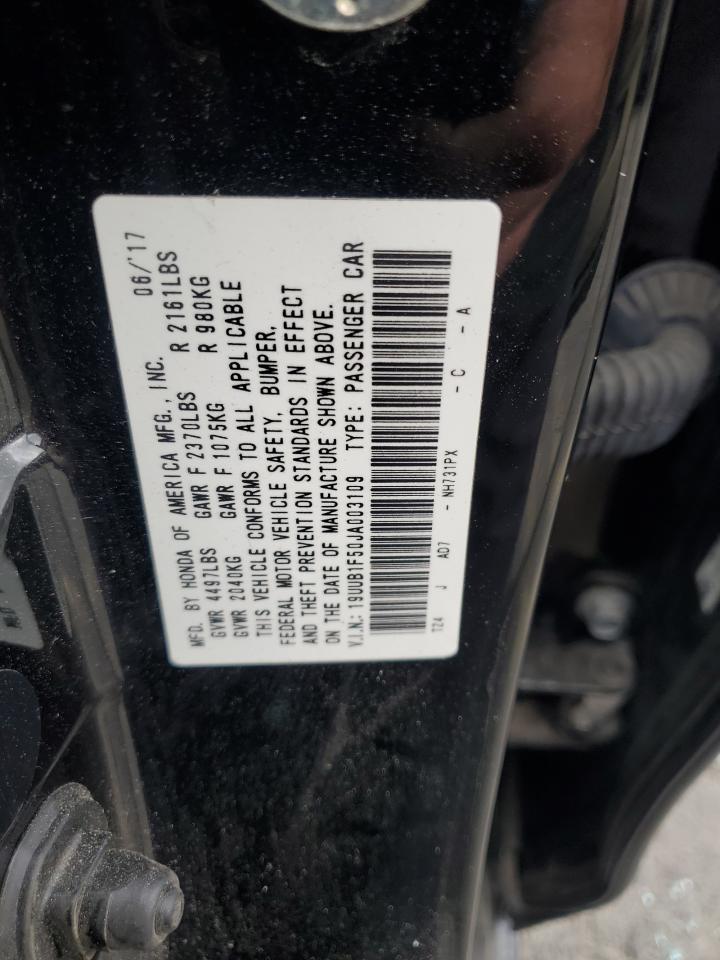 MFD. BY HONDA OF AMERICA MFG., INC. 06/'17
GVWR 4497LBS GAWR F 2370LBS R 2161LBS
GVWR 2040KG GAWR F 1075KG R 980KG
THIS VEHICLE CONFORMS TO ALL APPLICABLE
FEDERAL MOTOR VEHICLE SAFETY, BUMPER,
AND THEFT PREVENTION STANDARDS IN EFFECT
ON THE DATE OF MANUFACTURE SHOWN ABOVE.
V.I.N.: 19UUB1F50JA003109 TYPE: PASSENGER CAR
TZ4 J AD7 - NH731PX - C - A